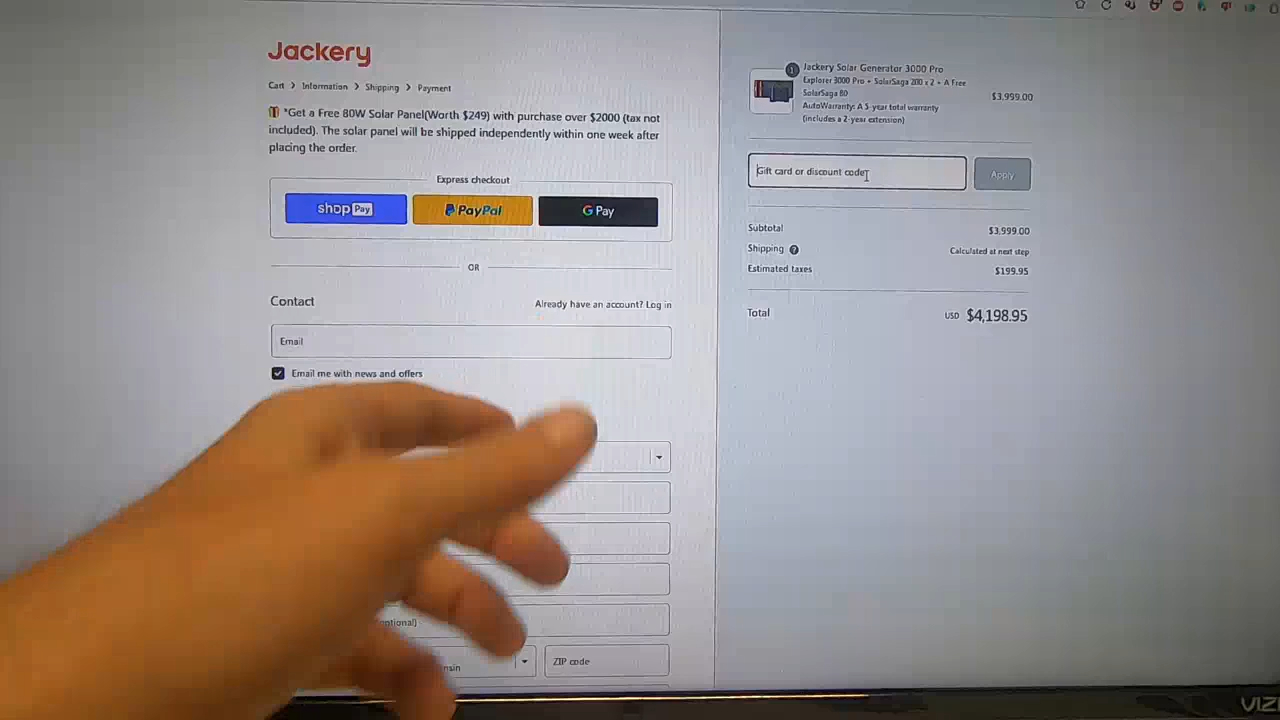 Jackery
Cart > Information > Shipping > Payment
*Get a Free 80W Solar Panel(Worth $249) with purchase over $2000 (tax not
included). The solar panel will be shipped independently within one week after
placing the order.
Express checkout
shop Pay
PayPal
G Pay
OR
Contact
Already have an account? Log in
Email
Email me with news and offers
ptional)
nsin
ZIP code
1
Jackery Solar Generator 3000 Pro
Explorer 3000 Pro + SolarSaga 200 x 2 + A Free
SolarSaga 80
AutoWarranty: A 5-year total warranty
(includes a 2-year extension)
$3,999.00
Gift card or discount code
Apply
Subtotal
$3,999.00
Shipping ?
Calculated at next step
Estimated taxes
$199.95
Total
USD $4,198.95
VIZ